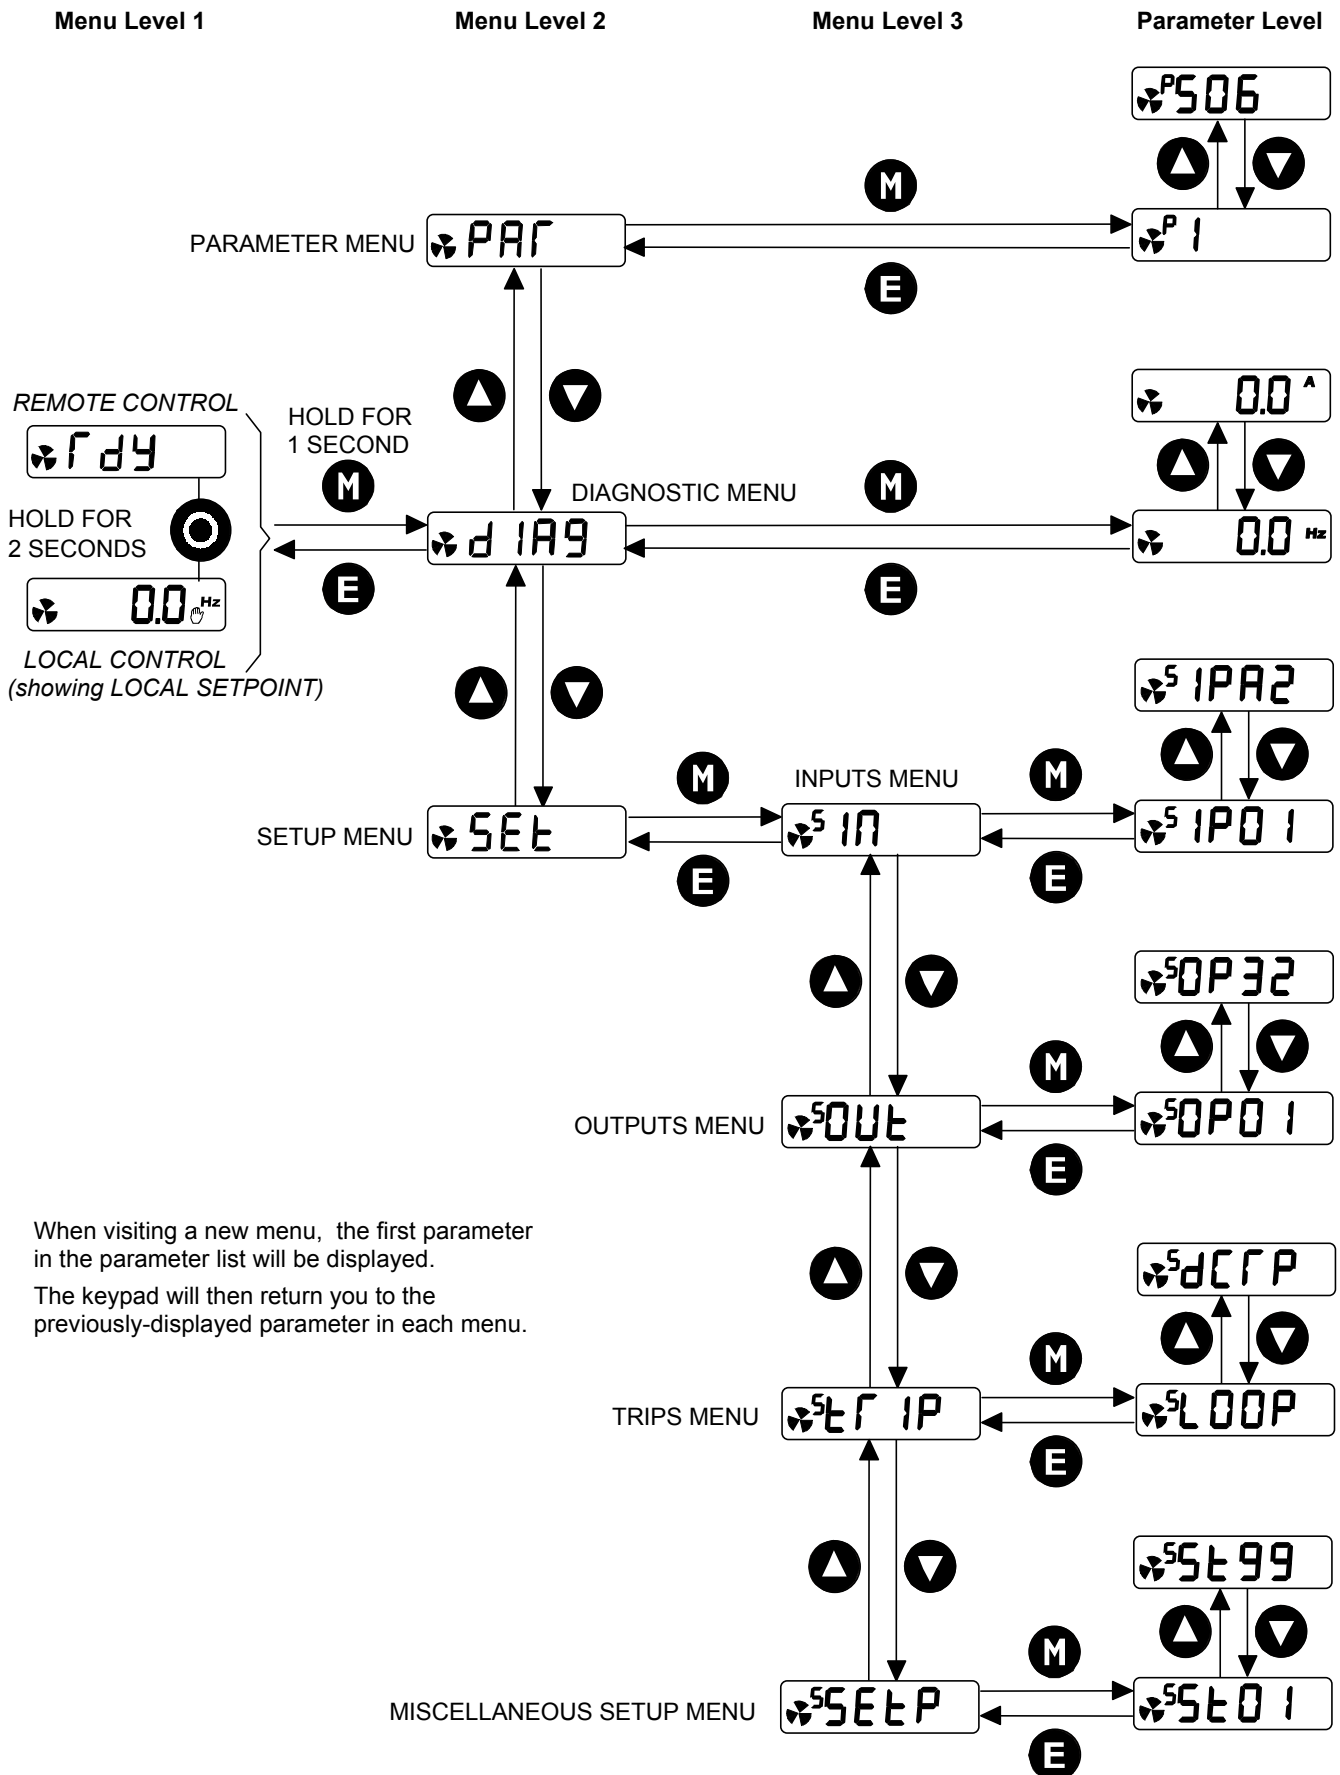 Menu Level 1 Menu Level 2 Menu Level 3 Parameter Level
P 506
M
PARAMETER MENU PAr P 1
E
REMOTE CONTROL
rdy
HOLD FOR
2 SECONDS
0.0 Hz
LOCAL CONTROL
(showing LOCAL SETPOINT)
HOLD FOR
1 SECOND
M
E
DIAGNOSTIC MENU
dIAg
M
E
0.0 A
0.0 Hz
SETUP MENU SEt
M
E
INPUTS MENU
S In
M
E
S IPA2
S IP01
OUTPUTS MENU S OUt
M
E
S OP32
S OP01
When visiting a new menu, the first parameter
in the parameter list will be displayed.
The keypad will then return you to the
previously-displayed parameter in each menu.
TRIPS MENU S trIP
M
E
S dCrP
S LOOP
MISCELLANEOUS SETUP MENU S SEtP
M
E
S St99
S St01